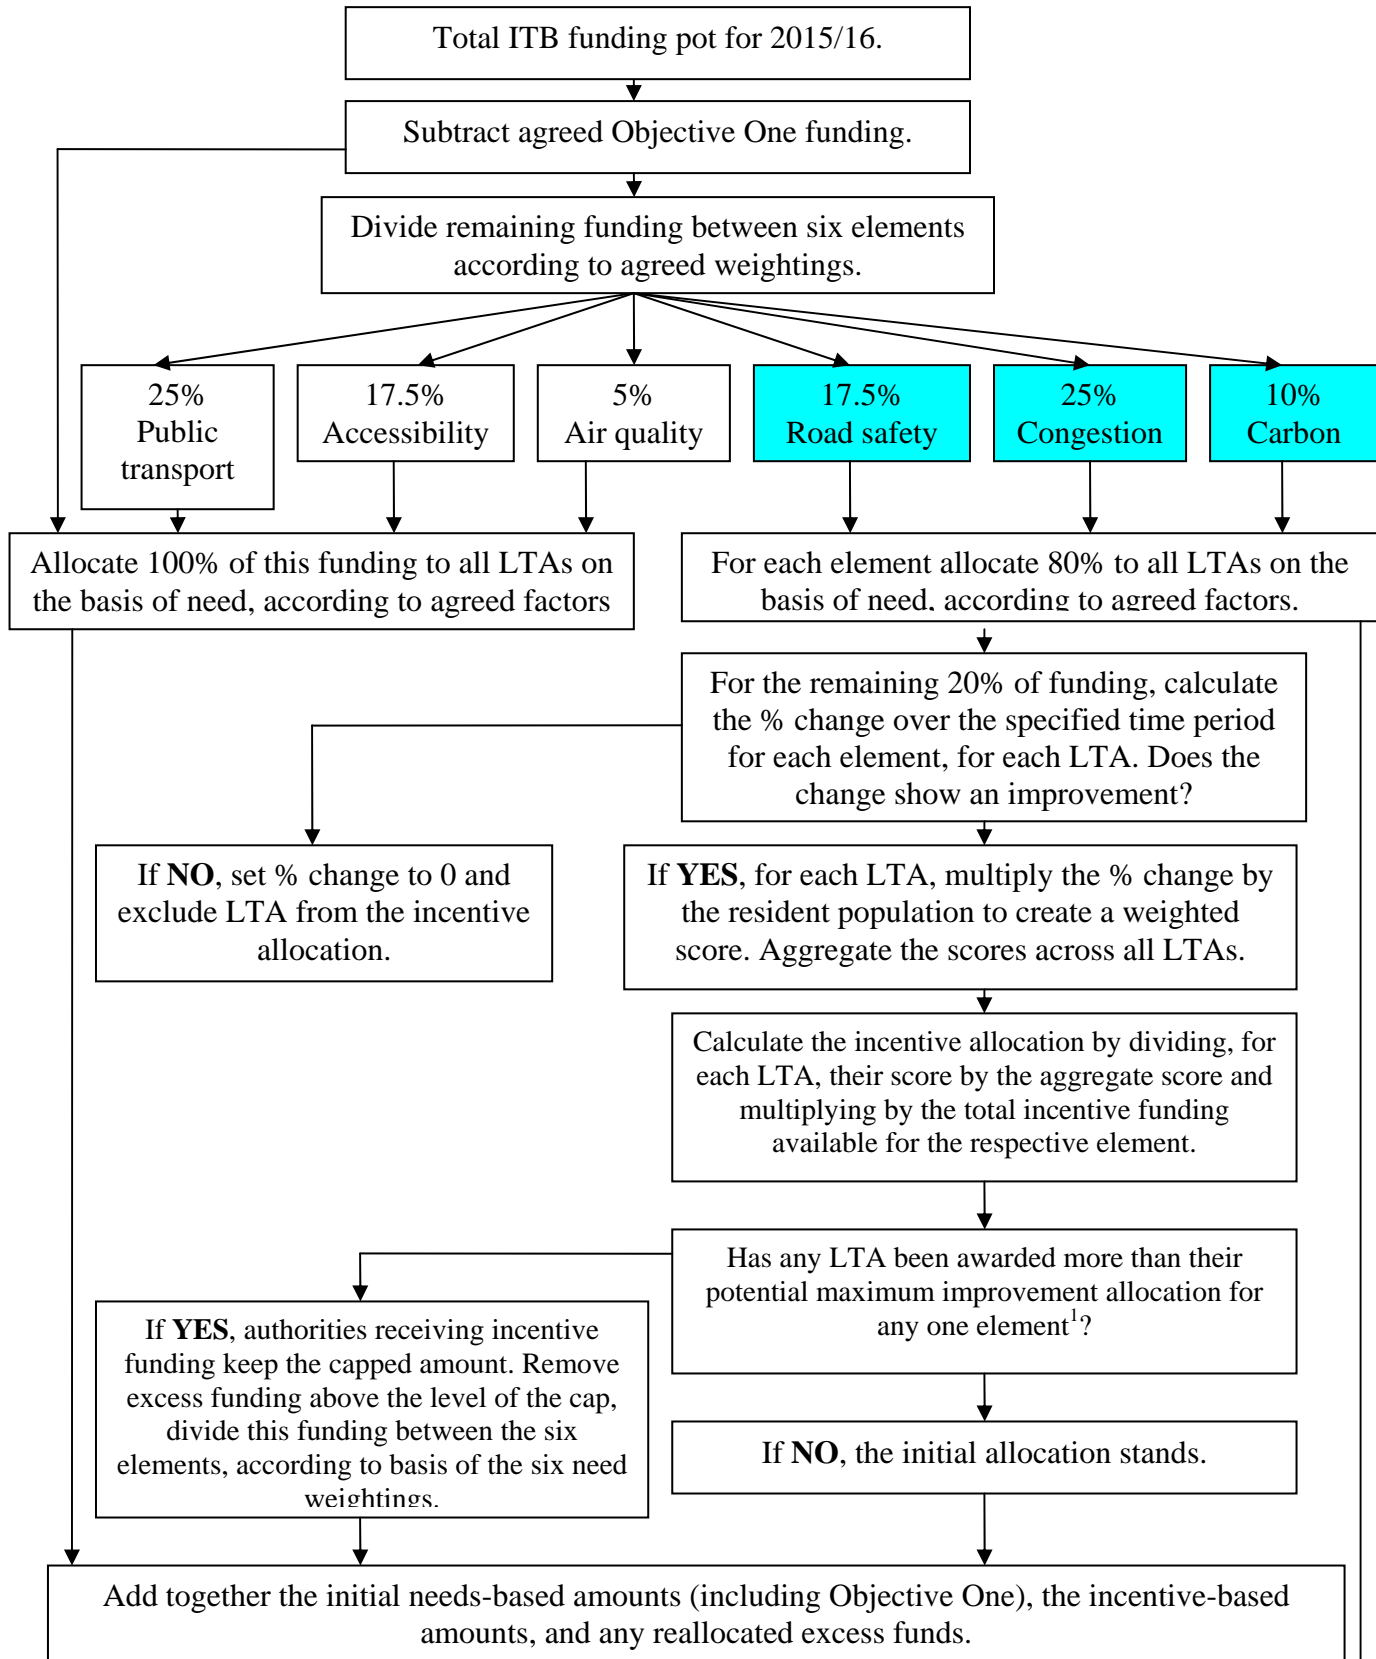 Total ITB funding pot for 2015/16.
Subtract agreed Objective One funding.
Divide remaining funding between six elements
according to agreed weightings.
25%
Public
transport
17.5%
Accessibility
5%
Air quality
17.5%
Road safety
25%
Congestion
10%
Carbon
Allocate 100% of this funding to all LTAs on
the basis of need, according to agreed factors
For each element allocate 80% to all LTAs on the
basis of need, according to agreed factors.
For the remaining 20% of funding, calculate
the % change over the specified time period
for each element, for each LTA. Does the
change show an improvement?
If NO, set % change to 0 and
exclude LTA from the incentive
allocation.
If YES, for each LTA, multiply the % change by
the resident population to create a weighted
score. Aggregate the scores across all LTAs.
Calculate the incentive allocation by dividing, for
each LTA, their score by the aggregate score and
multiplying by the total incentive funding
available for the respective element.
Has any LTA been awarded more than their
potential maximum improvement allocation for
any one element1?
If YES, authorities receiving incentive
funding keep the capped amount. Remove
excess funding above the level of the cap,
divide this funding between the six
elements, according to basis of the six need
weightings.
If NO, the initial allocation stands.
Add together the initial needs-based amounts (including Objective One), the incentive-based
amounts, and any reallocated excess funds.